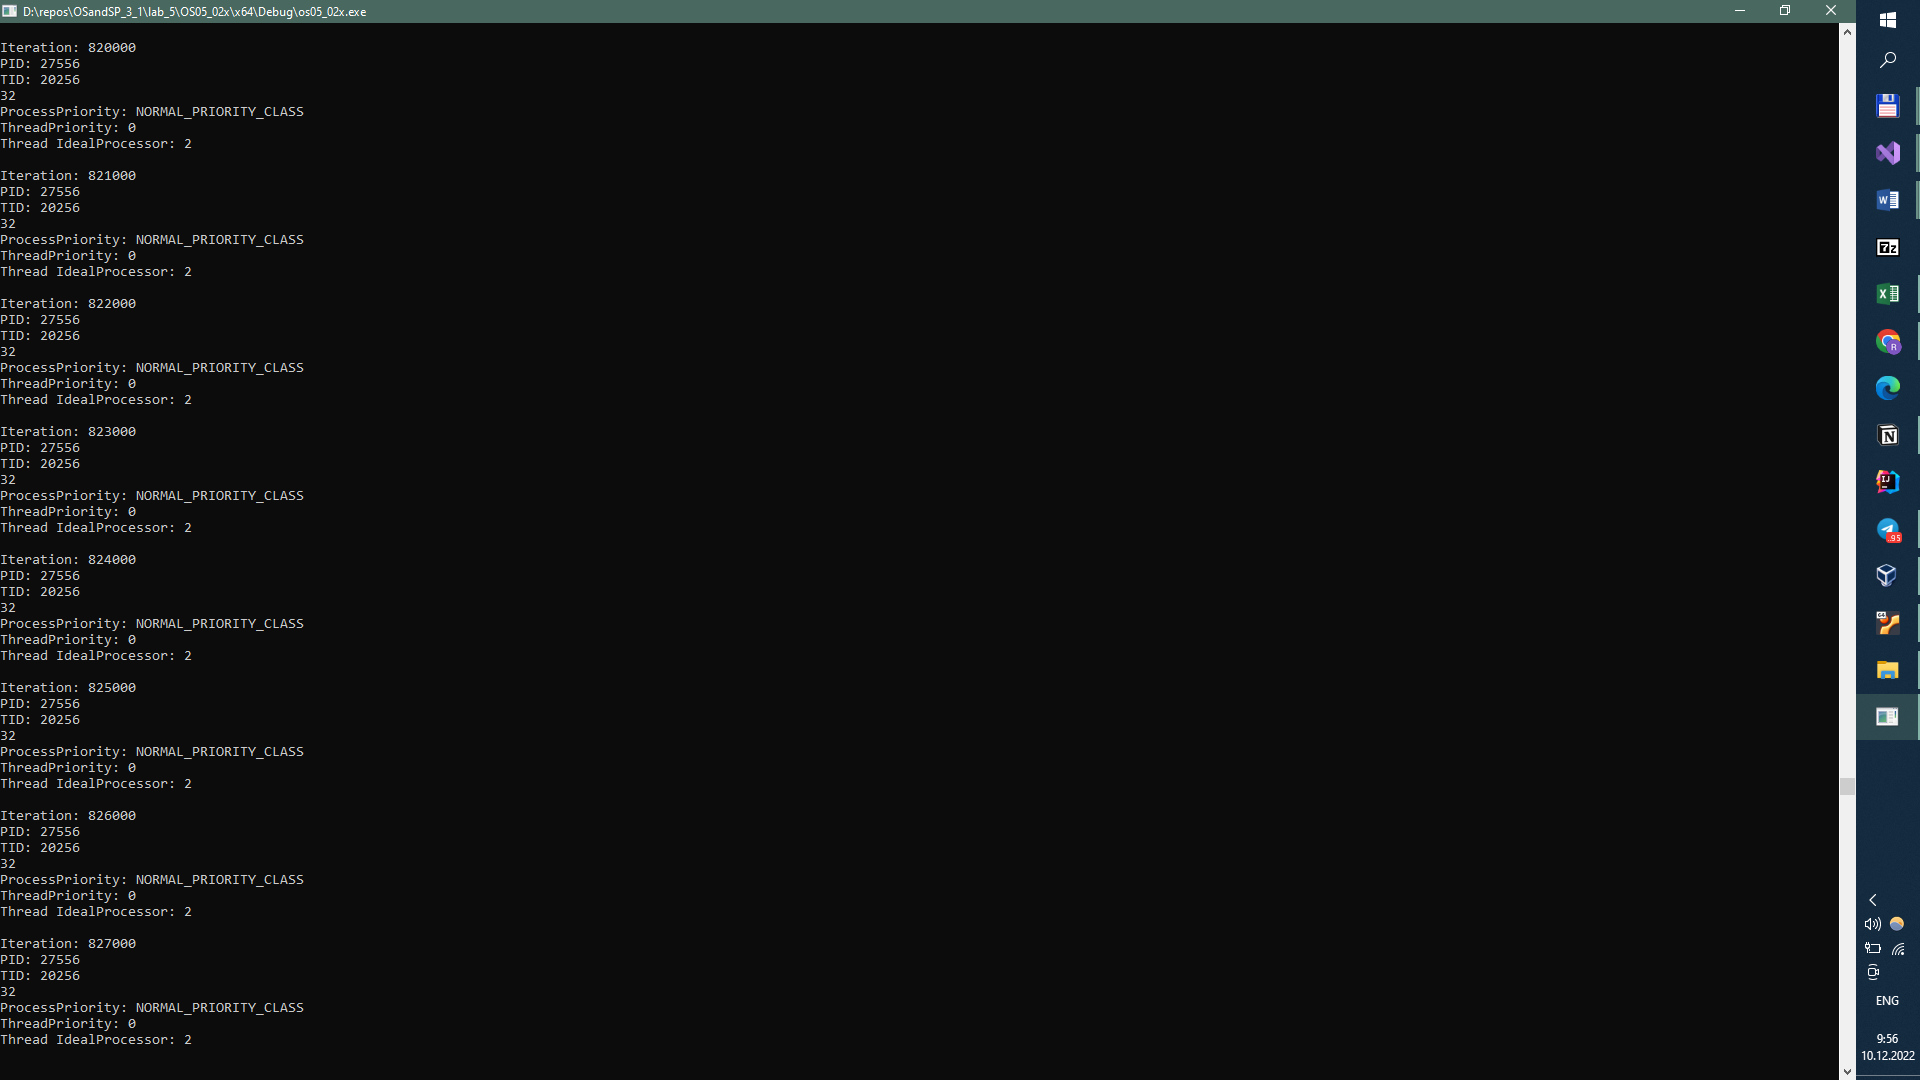 D:\repos\OSandSP_3_1\lab_5\OS05_02x\x64\Debug\os05_02x.exe
Iteration: 820000
PID: 27556
TID: 20256
32
ProcessPriority: NORMAL_PRIORITY_CLASS
ThreadPriority: 0
Thread IdealProcessor: 2
Iteration: 821000
PID: 27556
TID: 20256
32
ProcessPriority: NORMAL_PRIORITY_CLASS
ThreadPriority: 0
Thread IdealProcessor: 2
Iteration: 822000
PID: 27556
TID: 20256
32
ProcessPriority: NORMAL_PRIORITY_CLASS
ThreadPriority: 0
Thread IdealProcessor: 2
Iteration: 823000
PID: 27556
TID: 20256
32
ProcessPriority: NORMAL_PRIORITY_CLASS
ThreadPriority: 0
Thread IdealProcessor: 2
Iteration: 824000
PID: 27556
TID: 20256
32
ProcessPriority: NORMAL_PRIORITY_CLASS
ThreadPriority: 0
Thread IdealProcessor: 2
Iteration: 825000
PID: 27556
TID: 20256
32
ProcessPriority: NORMAL_PRIORITY_CLASS
ThreadPriority: 0
Thread IdealProcessor: 2
Iteration: 826000
PID: 27556
TID: 20256
32
ProcessPriority: NORMAL_PRIORITY_CLASS
ThreadPriority: 0
Thread IdealProcessor: 2
Iteration: 827000
PID: 27556
TID: 20256
32
ProcessPriority: NORMAL_PRIORITY_CLASS
ThreadPriority: 0
Thread IdealProcessor: 2
W
7z
X
R
N
IJ
..95
64
ENG
9:56
10.12.2022